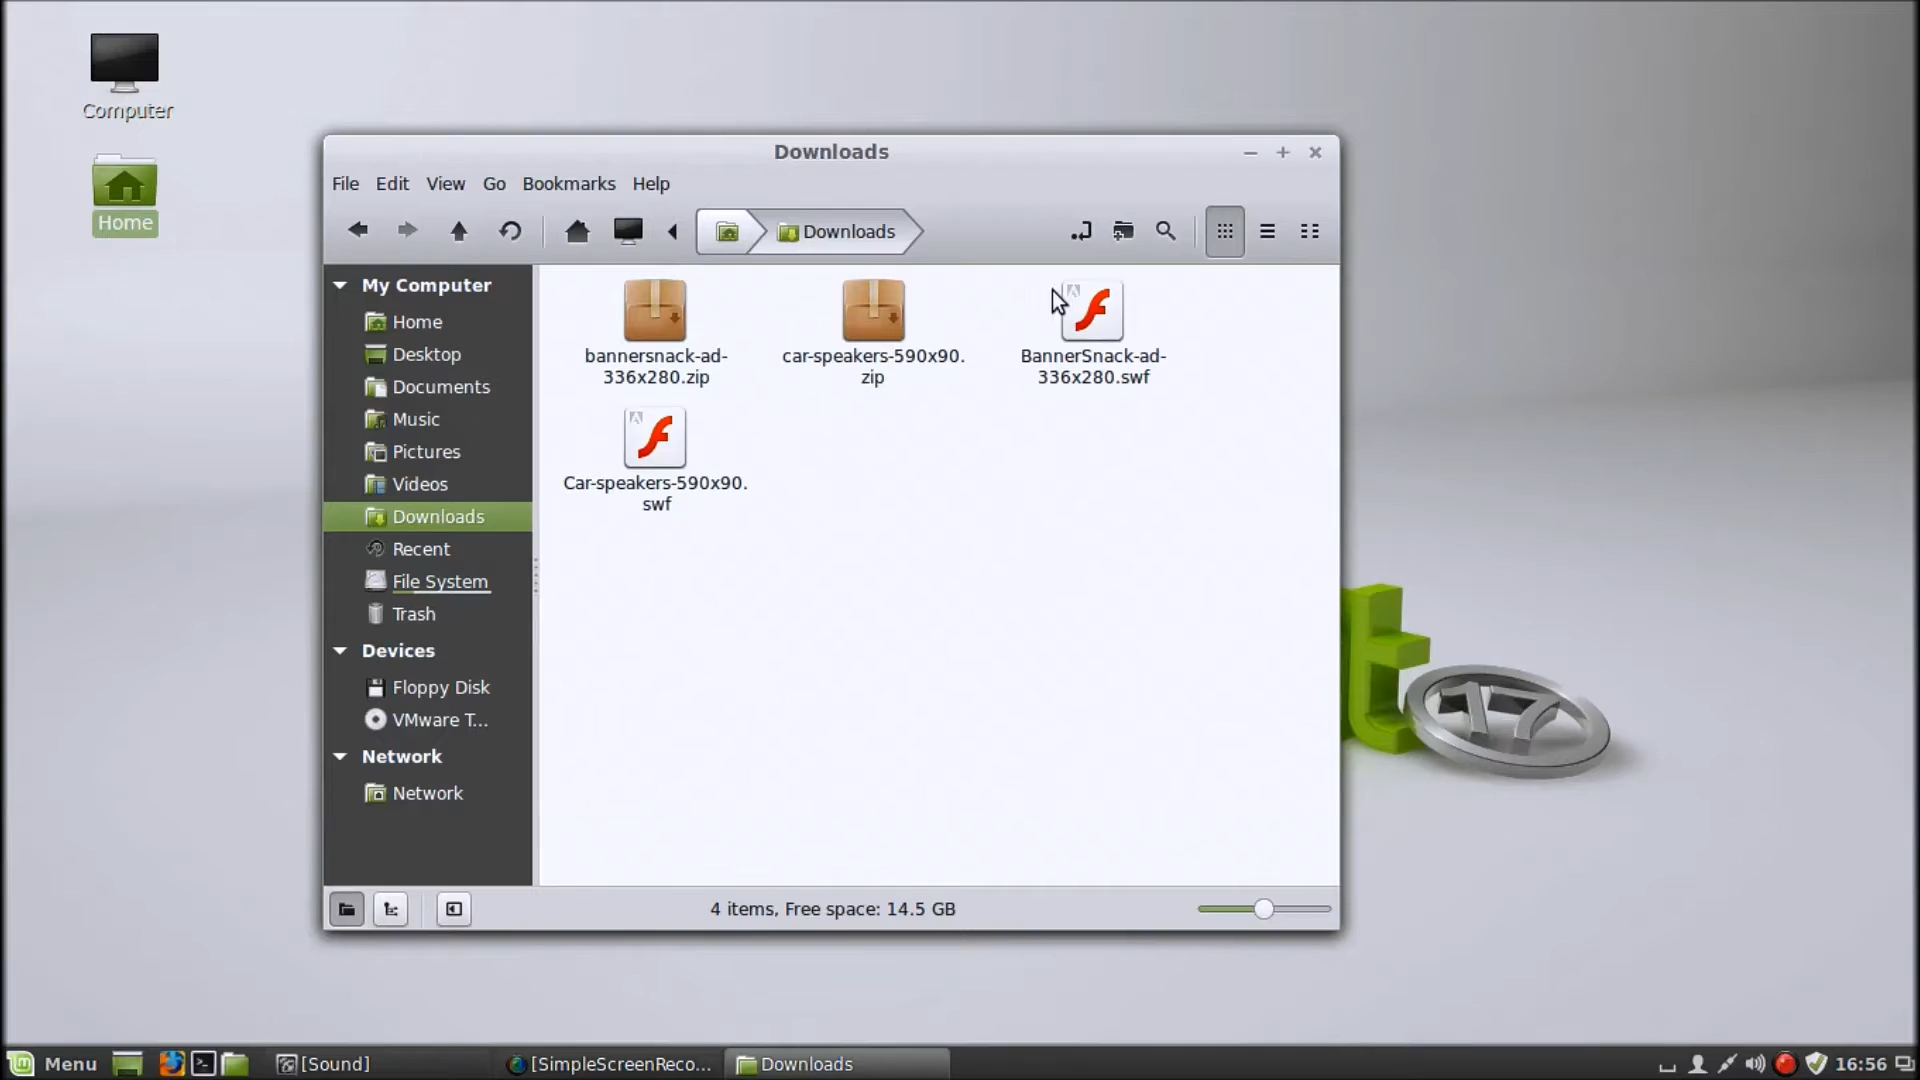 Computer
Home
Downloads
File Edit View Go Bookmarks Help
Downloads
My Computer
Home
Desktop
Documents
Music
Pictures
Videos
Downloads
Recent
File System
Trash
Devices
Floppy Disk
VMware T...
Network
Network
bannersnack-ad-
336x280.zip
car-speakers-590x90.
zip
BannerSnack-ad-
336x280.swf
Car-speakers-590x90.
swf
4 items, Free space: 14.5 GB
t
17
Menu
[Sound]
[SimpleScreenReco...
Downloads
16:56